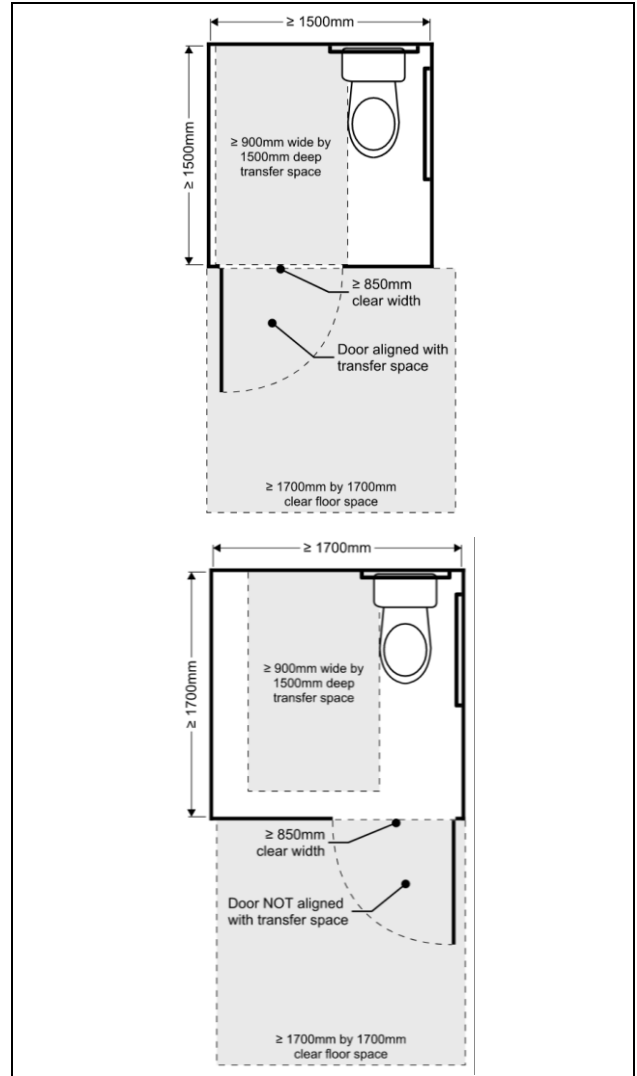 ≥ 1500mm
≥ 1500mm
≥ 900mm wide by
1500mm deep
transfer space
≥ 850mm
clear width
Door aligned with
transfer space
≥ 1700mm by 1700mm
clear floor space
≥ 1700mm
≥ 1700mm
≥ 900mm wide by
1500mm deep
transfer space
≥ 850mm
clear width
Door NOT aligned
with transfer space
≥ 1700mm by 1700mm
clear floor space